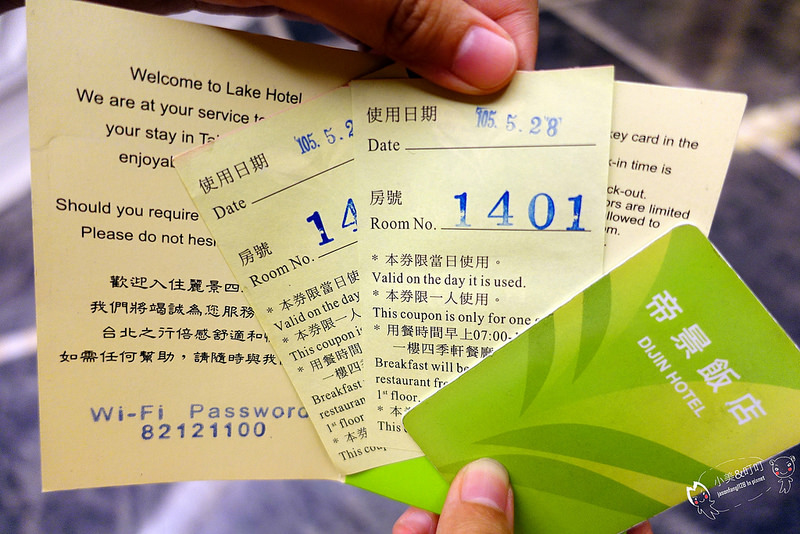 Welcome to Lake Hotel
We are at your service
your stay in
Should you require
Please do not
歡迎入住麗景四
我們將竭誠為您服務
台北之行倍感舒適和
如需任何幫助，請隨時與我
Wi-Fi Password
82121100
使用日期 105.5.2
Date
房號
Room No. 14
* 本券限當日使
Valid on the day
* 本券限一人
This coupon
* 用餐時間
一樓四
Breakfast
1st floor.
* 本券
This
使用日期 105.5.28
Date
房號
Room No. 1401
* 本券限當日使用。
Valid on the day it is used.
* 本券限一人使用。
This coupon is only for one
* 用餐時間早上07:00-
一樓四季軒餐廳
Breakfast will be
restaurant
1st floor.
* 本
This
key card in the
-in time is
ck-out.
are limited
allowed to
帝景飯店
DIJIN HOTEL
小美&叮叮